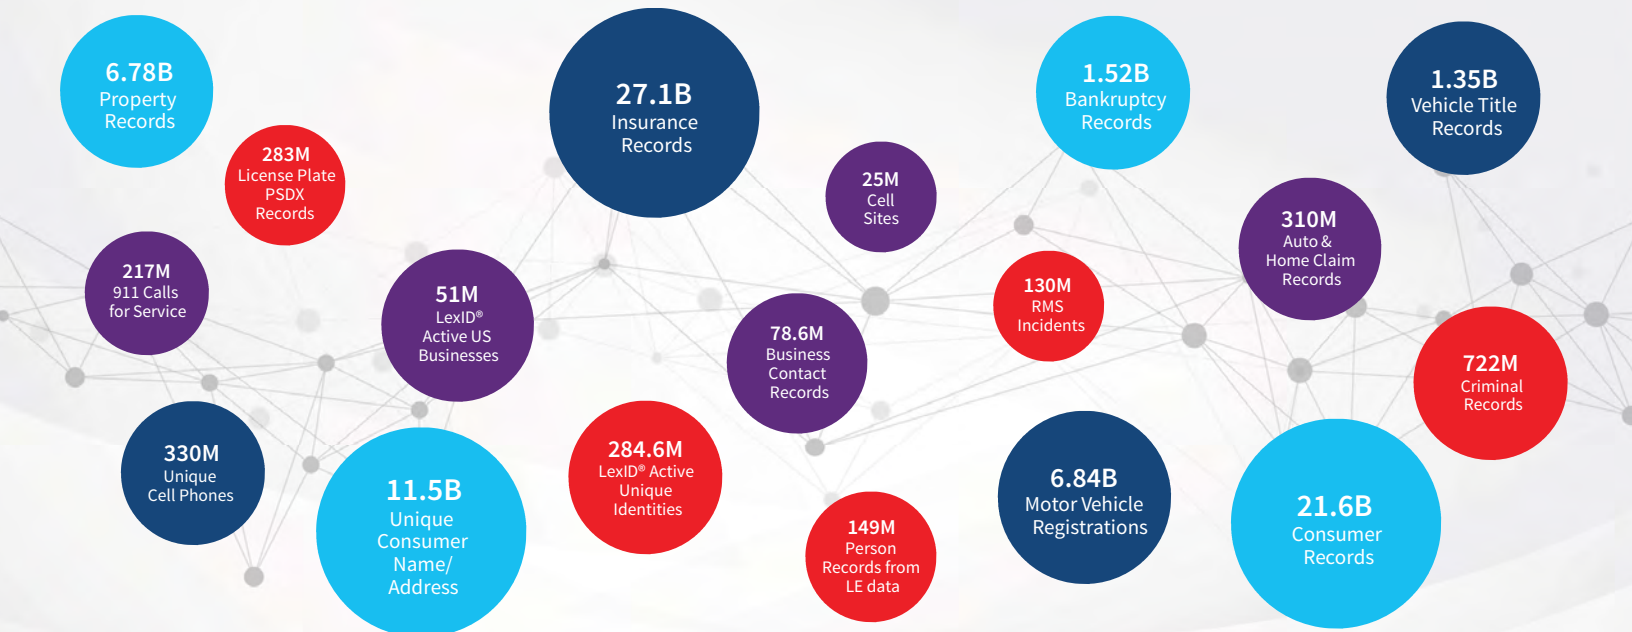 6.78B
Property
Records
283M
License Plate
PSDX
Records
217M
911 Calls
for Service
330M
Unique
Cell Phones
51M
LexID®
Active US
Businesses
11.5B
Unique
Consumer
Name/
Address
27.1B
Insurance
Records
284.6M
LexID® Active
Unique
Identities
25M
Cell
Sites
78.6M
Business
Contact
Records
149M
Person
Records from
LE data
1.52B
Bankruptcy
Records
130M
RMS
Incidents
6.84B
Motor Vehicle
Registrations
1.35B
Vehicle Title
Records
310M
Auto &
Home Claim
Records
722M
Criminal
Records
21.6B
Consumer
Records